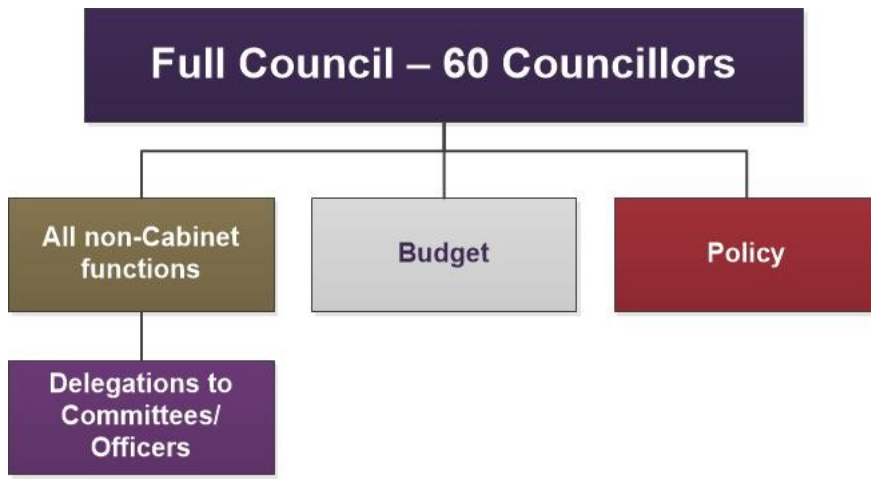 Full Council – 60 Councillors
All non-Cabinet
functions
Budget
Policy
Delegations to
Committees/
Officers